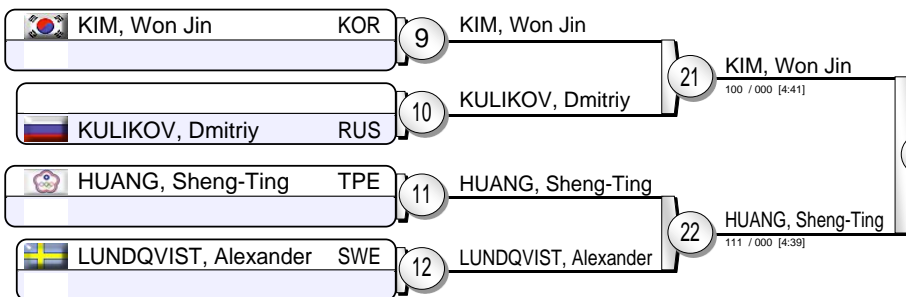 KIM, Won Jin KOR
9
KIM, Won Jin
21
KIM, Won Jin
100 / 000 [4:41]
10
KULIKOV, Dmitriy
KULIKOV, Dmitriy RUS
HUANG, Sheng-Ting TPE
11
HUANG, Sheng-Ting
22
HUANG, Sheng-Ting
111 / 000 [4:39]
LUNDQVIST, Alexander SWE
12
LUNDQVIST, Alexander